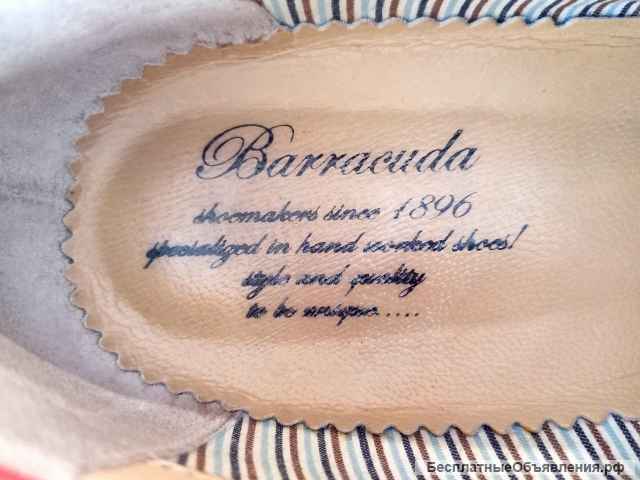 Barracuda
shoemakers since 1896
specialized in hand worked shoes!
style and quality
to be unique.....
БесплатныеОбъявления.рф